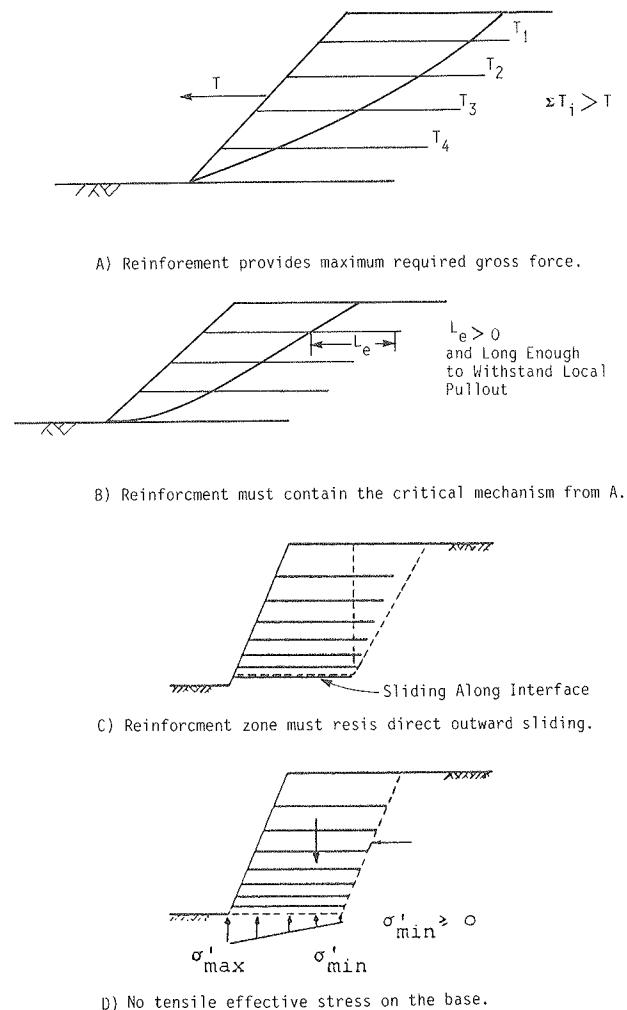 T1
T2
T
T3
ΣTi > T
T4
A) Reinforement provides maximum required gross force.
Le > 0
Le
and Long Enough
to Withstand Local
Pullout
B) Reinforcment must contain the critical mechanism from A.
Sliding Along Interface
C) Reinforcment zone must resis direct outward sliding.
σ'min ≥ 0
σ'max
σ'min
D) No tensile effective stress on the base.